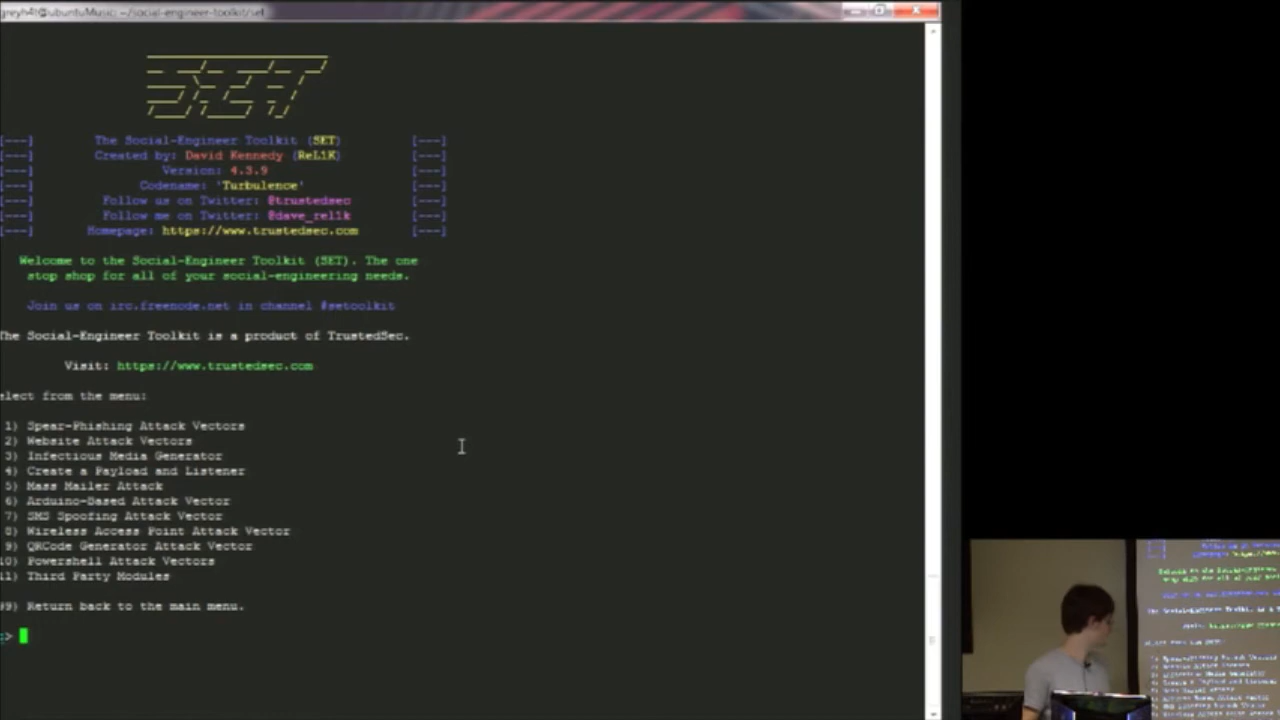 greyh4t@ubuntuMusic: ~/social-engineer-toolkit/set
[---] The Social-Engineer Toolkit (SET) [---]
[---] Created by: David Kennedy (ReL1K) [---]
[---] Version: 4.3.9 [---]
[---] Codename: 'Turbulence' [---]
[---] Follow us on Twitter: @trustedsec [---]
[---] Follow me on Twitter: @dave_rel1k [---]
[---] Homepage: https://www.trustedsec.com [---]
Welcome to the Social-Engineer Toolkit (SET). The one
stop shop for all of your social-engineering needs.
Join us on irc.freenode.net in channel #setoolkit
The Social-Engineer Toolkit is a product of TrustedSec.
Visit: https://www.trustedsec.com
elect from the menu:
1) Spear-Phishing Attack Vectors
2) Website Attack Vectors
3) Infectious Media Generator
4) Create a Payload and Listener
5) Mass Mailer Attack
6) Arduino-Based Attack Vector
7) SMS Spoofing Attack Vector
8) Wireless Access Point Attack Vector
9) QRCode Generator Attack Vector
10) Powershell Attack Vectors
11) Third Party Modules
99) Return back to the main menu.
>